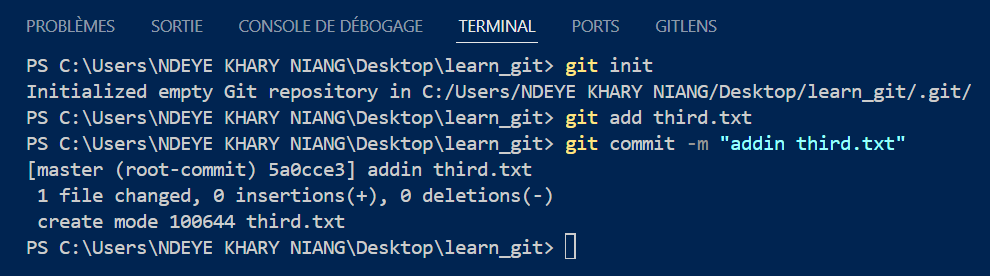 PROBLÈMES SORTIE CONSOLE DE DÉBOGAGE TERMINAL PORTS GITLENS
PS C:\Users\NDEYE KHARY NIANG\Desktop\learn_git> git init
Initialized empty Git repository in C:/Users/NDEYE KHARY NIANG/Desktop/learn_git/.git/
PS C:\Users\NDEYE KHARY NIANG\Desktop\learn_git> git add third.txt
PS C:\Users\NDEYE KHARY NIANG\Desktop\learn_git> git commit -m "addin third.txt"
[master (root-commit) 5a0cce3] addin third.txt
 1 file changed, 0 insertions(+), 0 deletions(-)
 create mode 100644 third.txt
PS C:\Users\NDEYE KHARY NIANG\Desktop\learn_git>